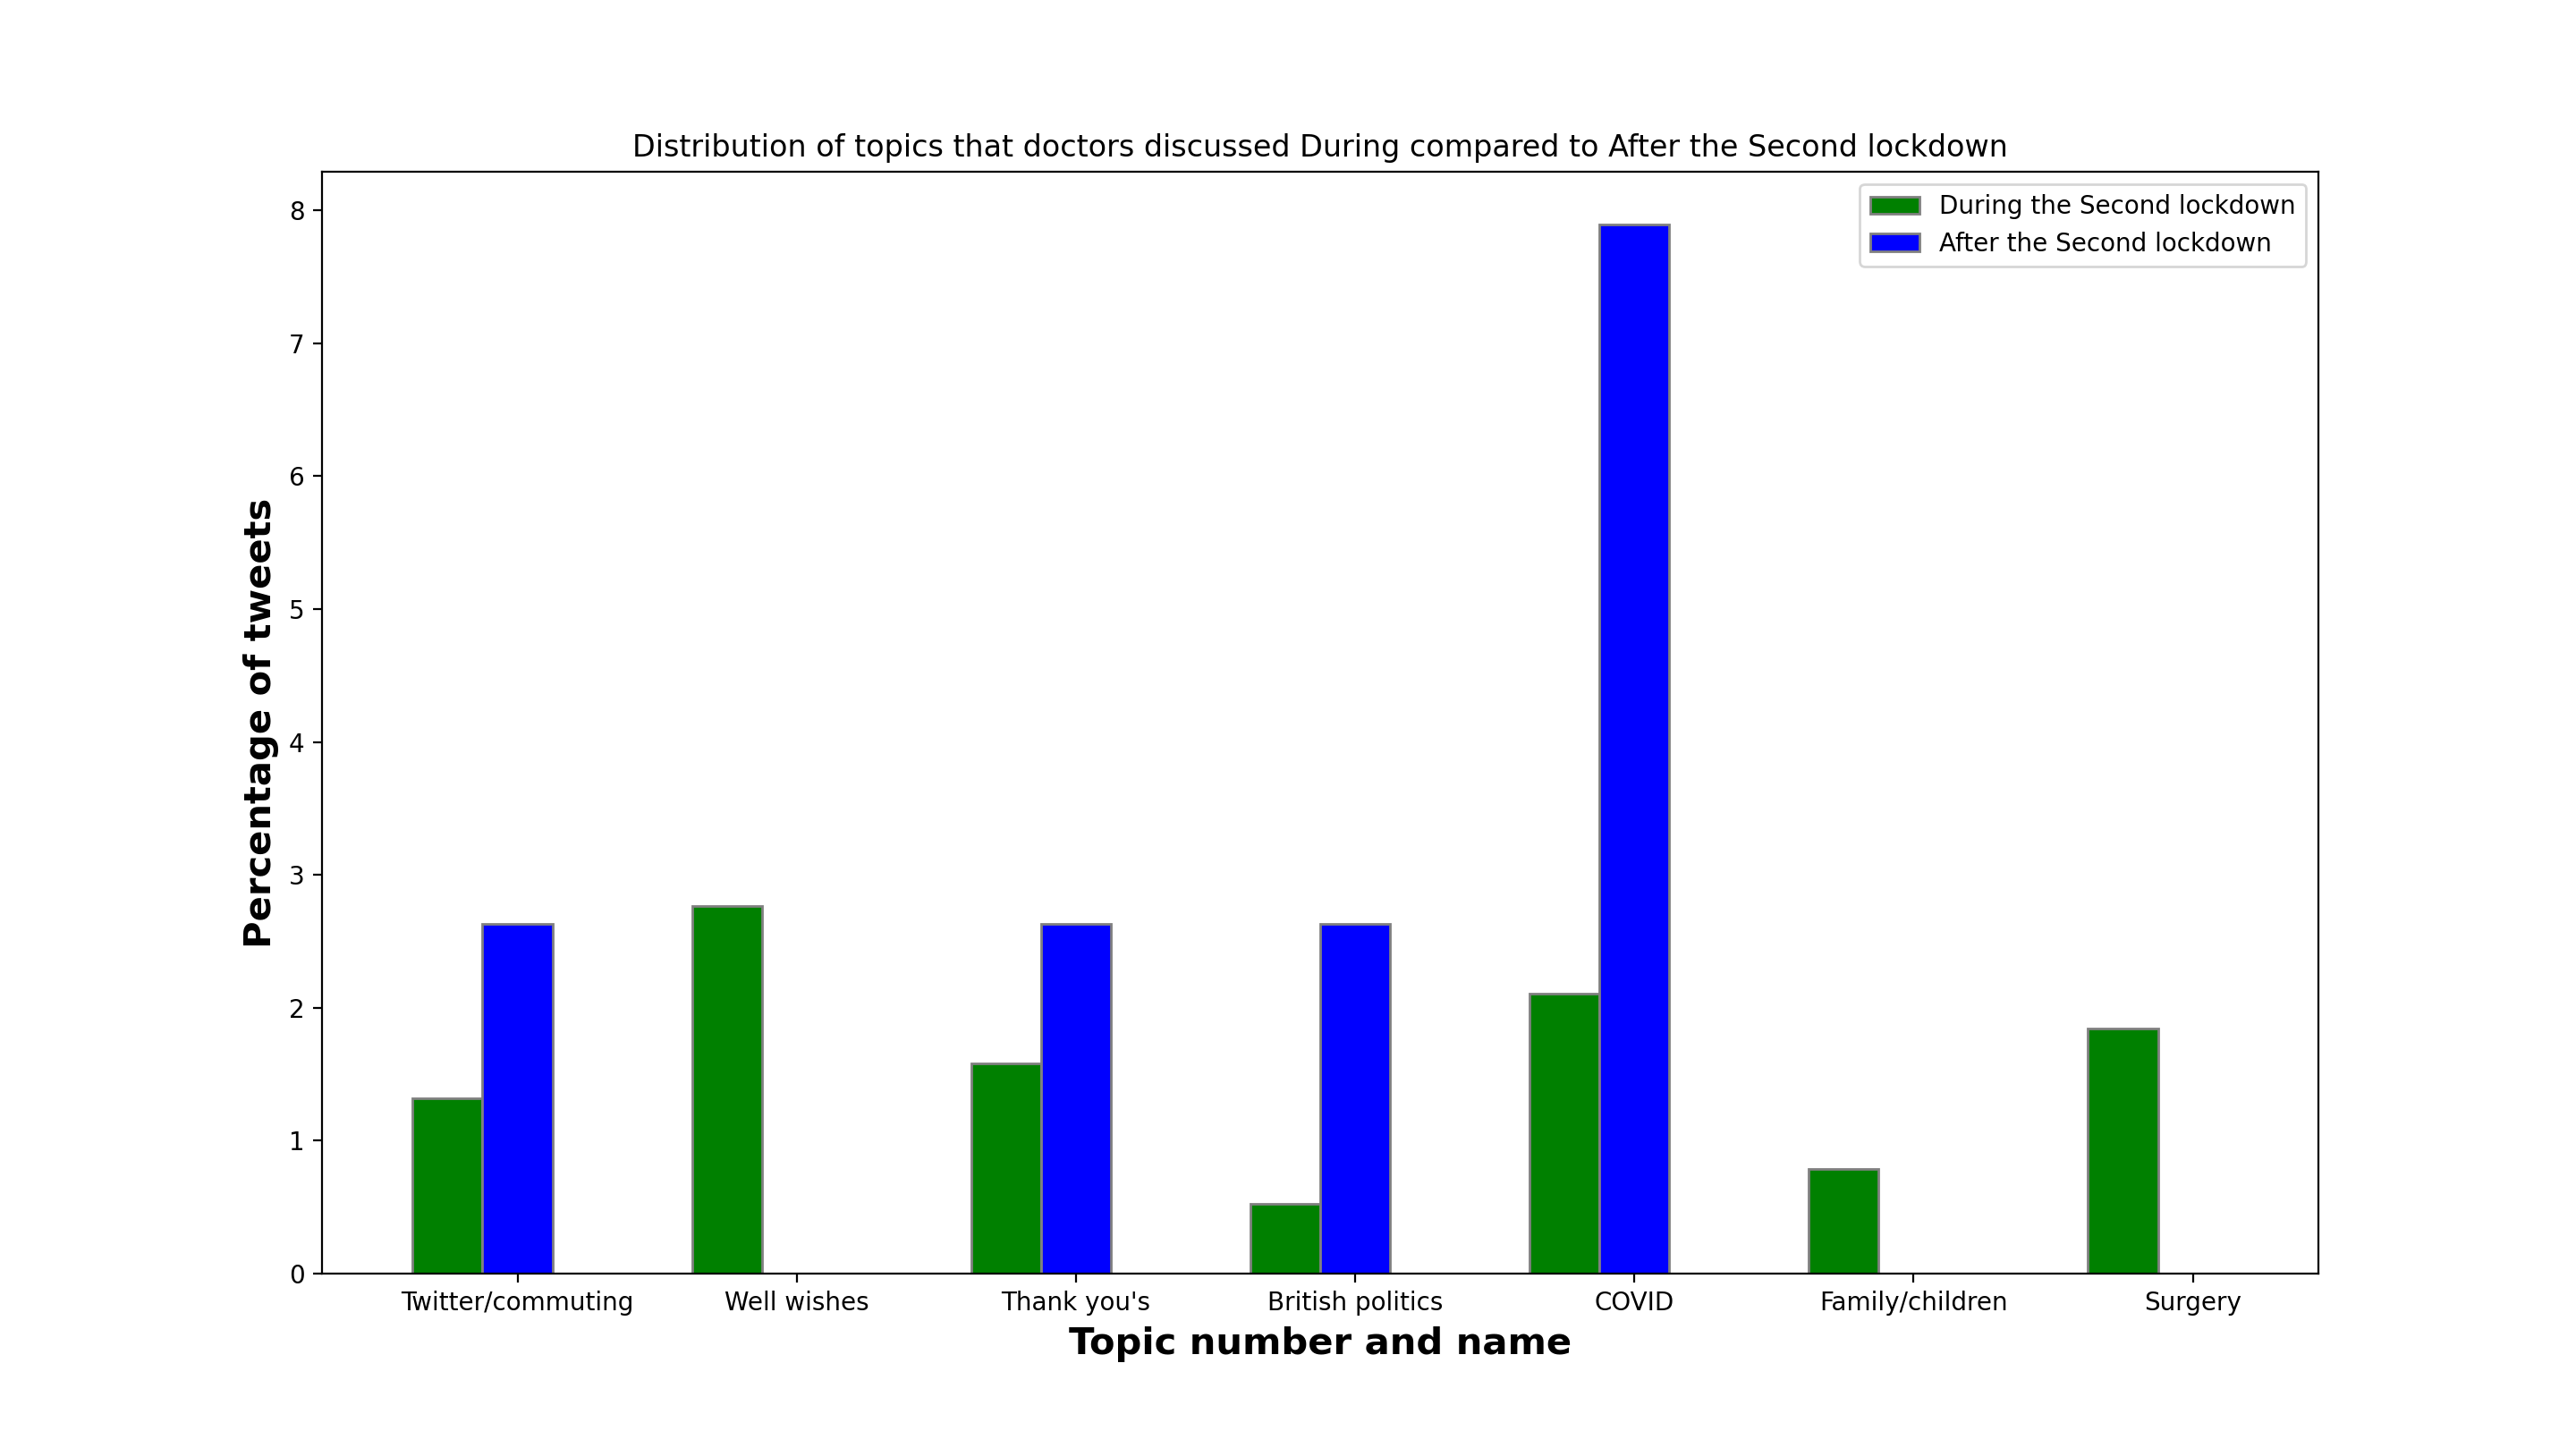 Distribution of topics that doctors discussed During compared to After the Second lockdown
During the Second lockdown
After the Second lockdown
Percentage of tweets
8
7
6
5
4
3
2
1
0
Twitter/commuting Well wishes Thank you's British politics COVID Family/children Surgery
Topic number and name